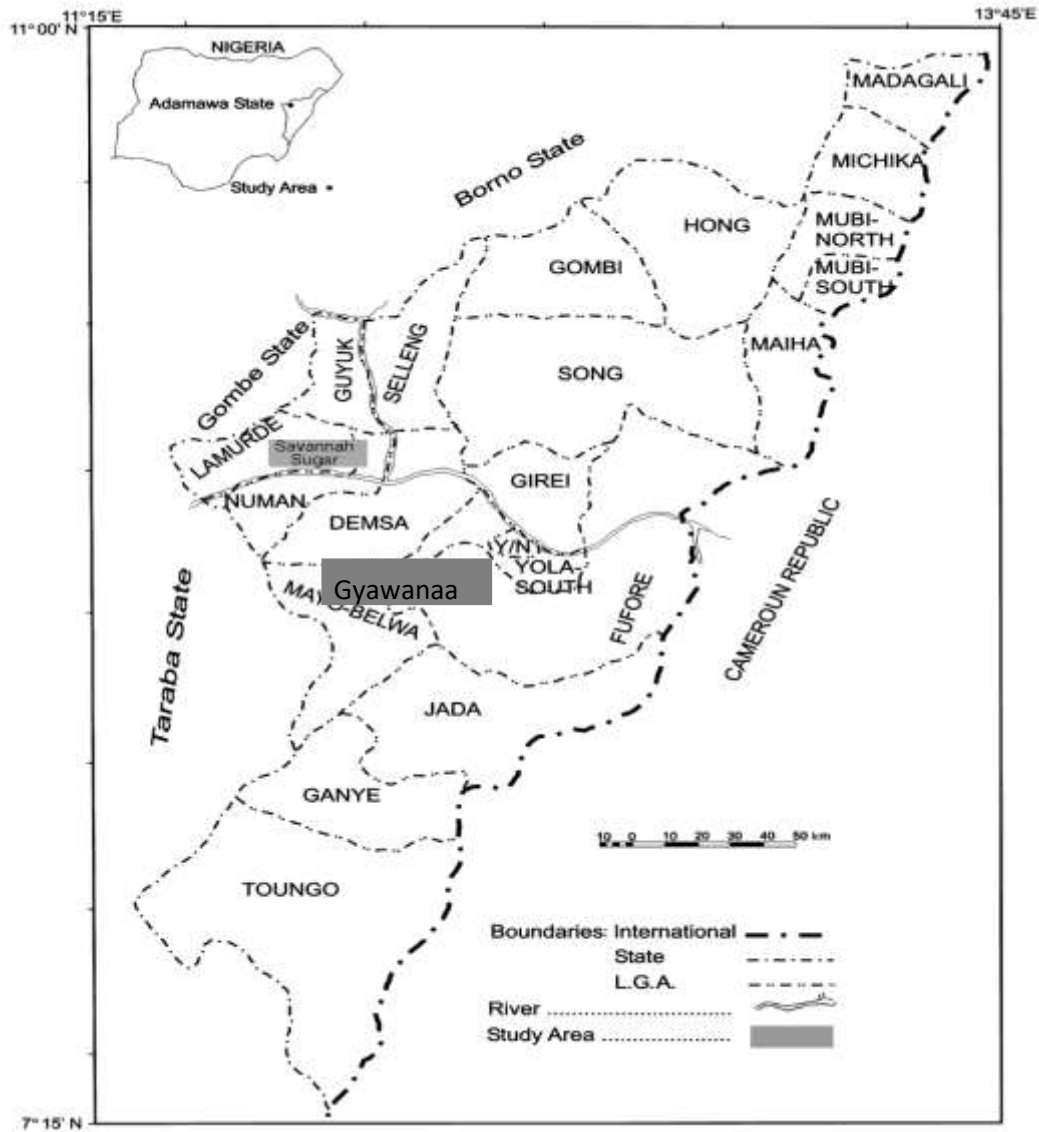 11°15'E
13°45'E
11°00' N
NIGERIA
Adamawa State
Study Area
Borno State
MADAGALI
MICHIKA
MUBI-
NORTH
MUBI-
SOUTH
HONG
GOMBI
MAIHA
SONG
Gombe State
GUYUK
SELLENG
LAMURDE
Savannah
Sugar
NUMAN
DEMSA
GIREI
Y/N
YOLA-
SOUTH
FUFORE
Gyawanaa
MAYO-BELWA
CAMEROUN REPUBLIC
Taraba State
JADA
GANYE
TOUNGO
10 0 10 20 30 40 50 km
Boundaries: International
State
L.G.A.
River ........................
Study Area ..................
7°15' N